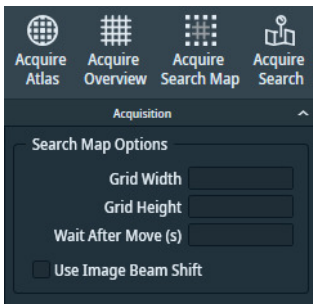 Acquire Atlas
Acquire Overview
Acquire Search Map
Acquire Search
Acquisition
Search Map Options
Grid Width
Grid Height
Wait After Move (s)
Use Image Beam Shift